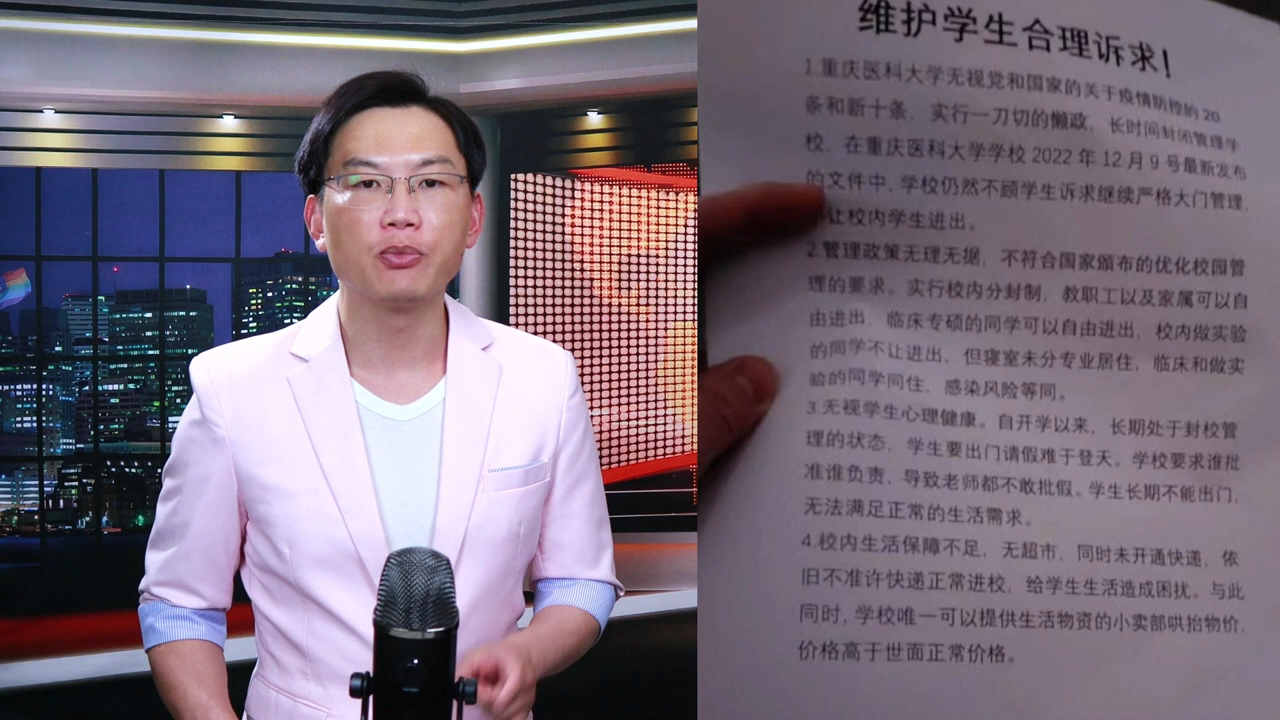 维护学生合理诉求!
1.重庆医科大学无视党和国家的关于疫情防控的20
条和新十条，实行一刀切的懒政，长时间封闭管理学
校，在重庆医科大学学校2022年12月9号最新发布
的文件中，学校仍然不顾学生诉求继续严格大门管理，
让校内学生进出。
2.管理政策无理无据，不符合国家颁布的优化校园管
理的要求。实行校内分封制，教职工以及家属可以自
由进出，临床专硕的同学可以自由进出，校内做实验
的同学不让进出，但寝室未分专业居住，临床和做实
验的同学同住、感染风险等同。
3.无视学生心理健康。自开学以来，长期处于封校管
理的状态，学生要出门请假难于登天。学校要求谁批
准谁负责，导致老师都不敢批假。学生长期不能出门，
无法满足正常的生活需求。
4.校内生活保障不足，无超市，同时未开通快递，依
旧不准许快递正常进校，给学生生活造成困扰。与此
同时，学校唯一可以提供生活物资的小卖部哄抬物价，
价格高于世面正常价格。